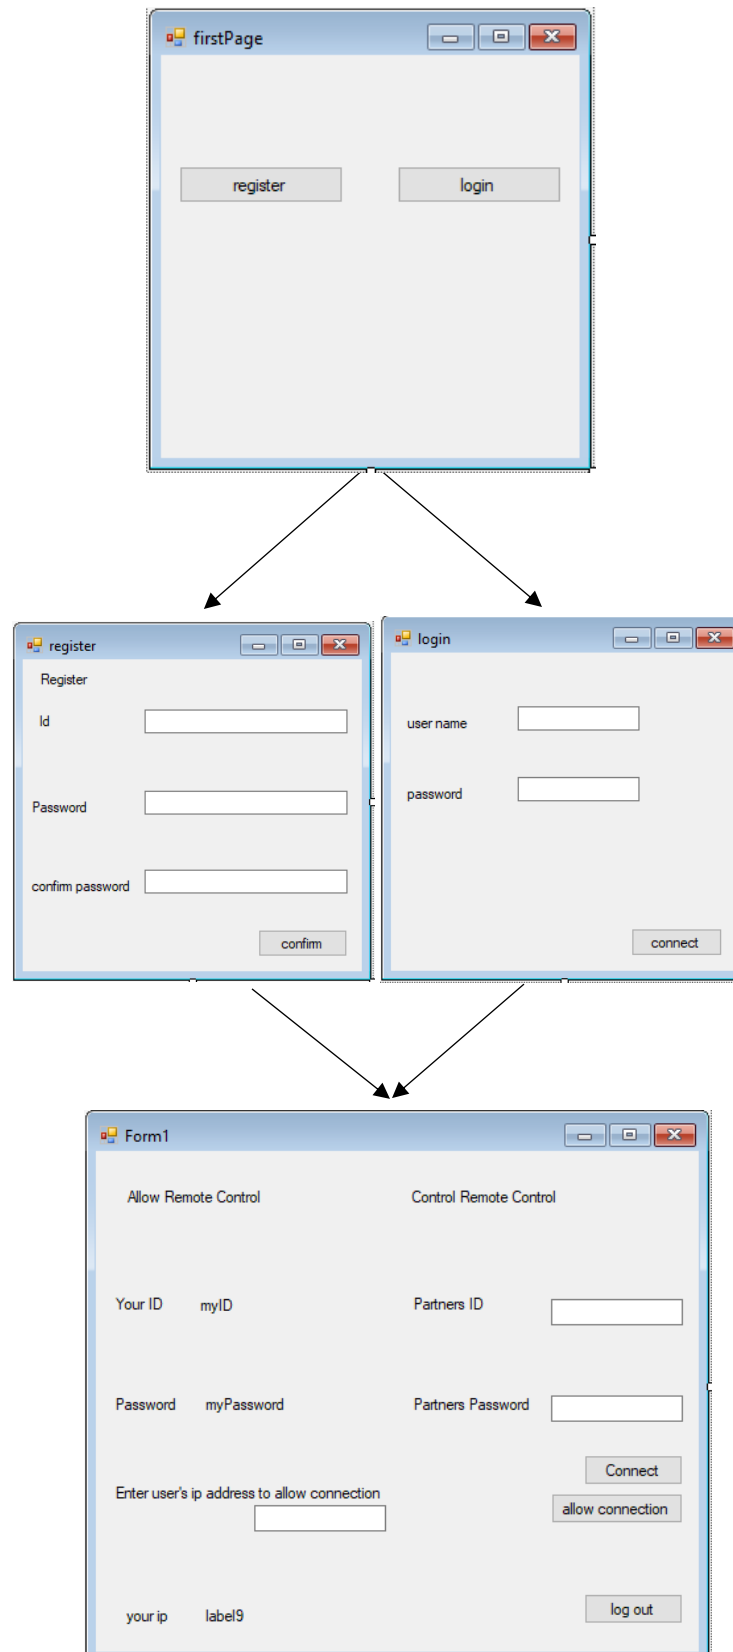 firstPage
register login
register
Register
Id
Password
confirm password
confirm
login
user name
password
connect
Form1
Allow Remote Control Control Remote Control
Your ID myID Partners ID
Password myPassword Partners Password
Connect
Enter user's ip address to allow connection
allow connection
your ip label9 log out